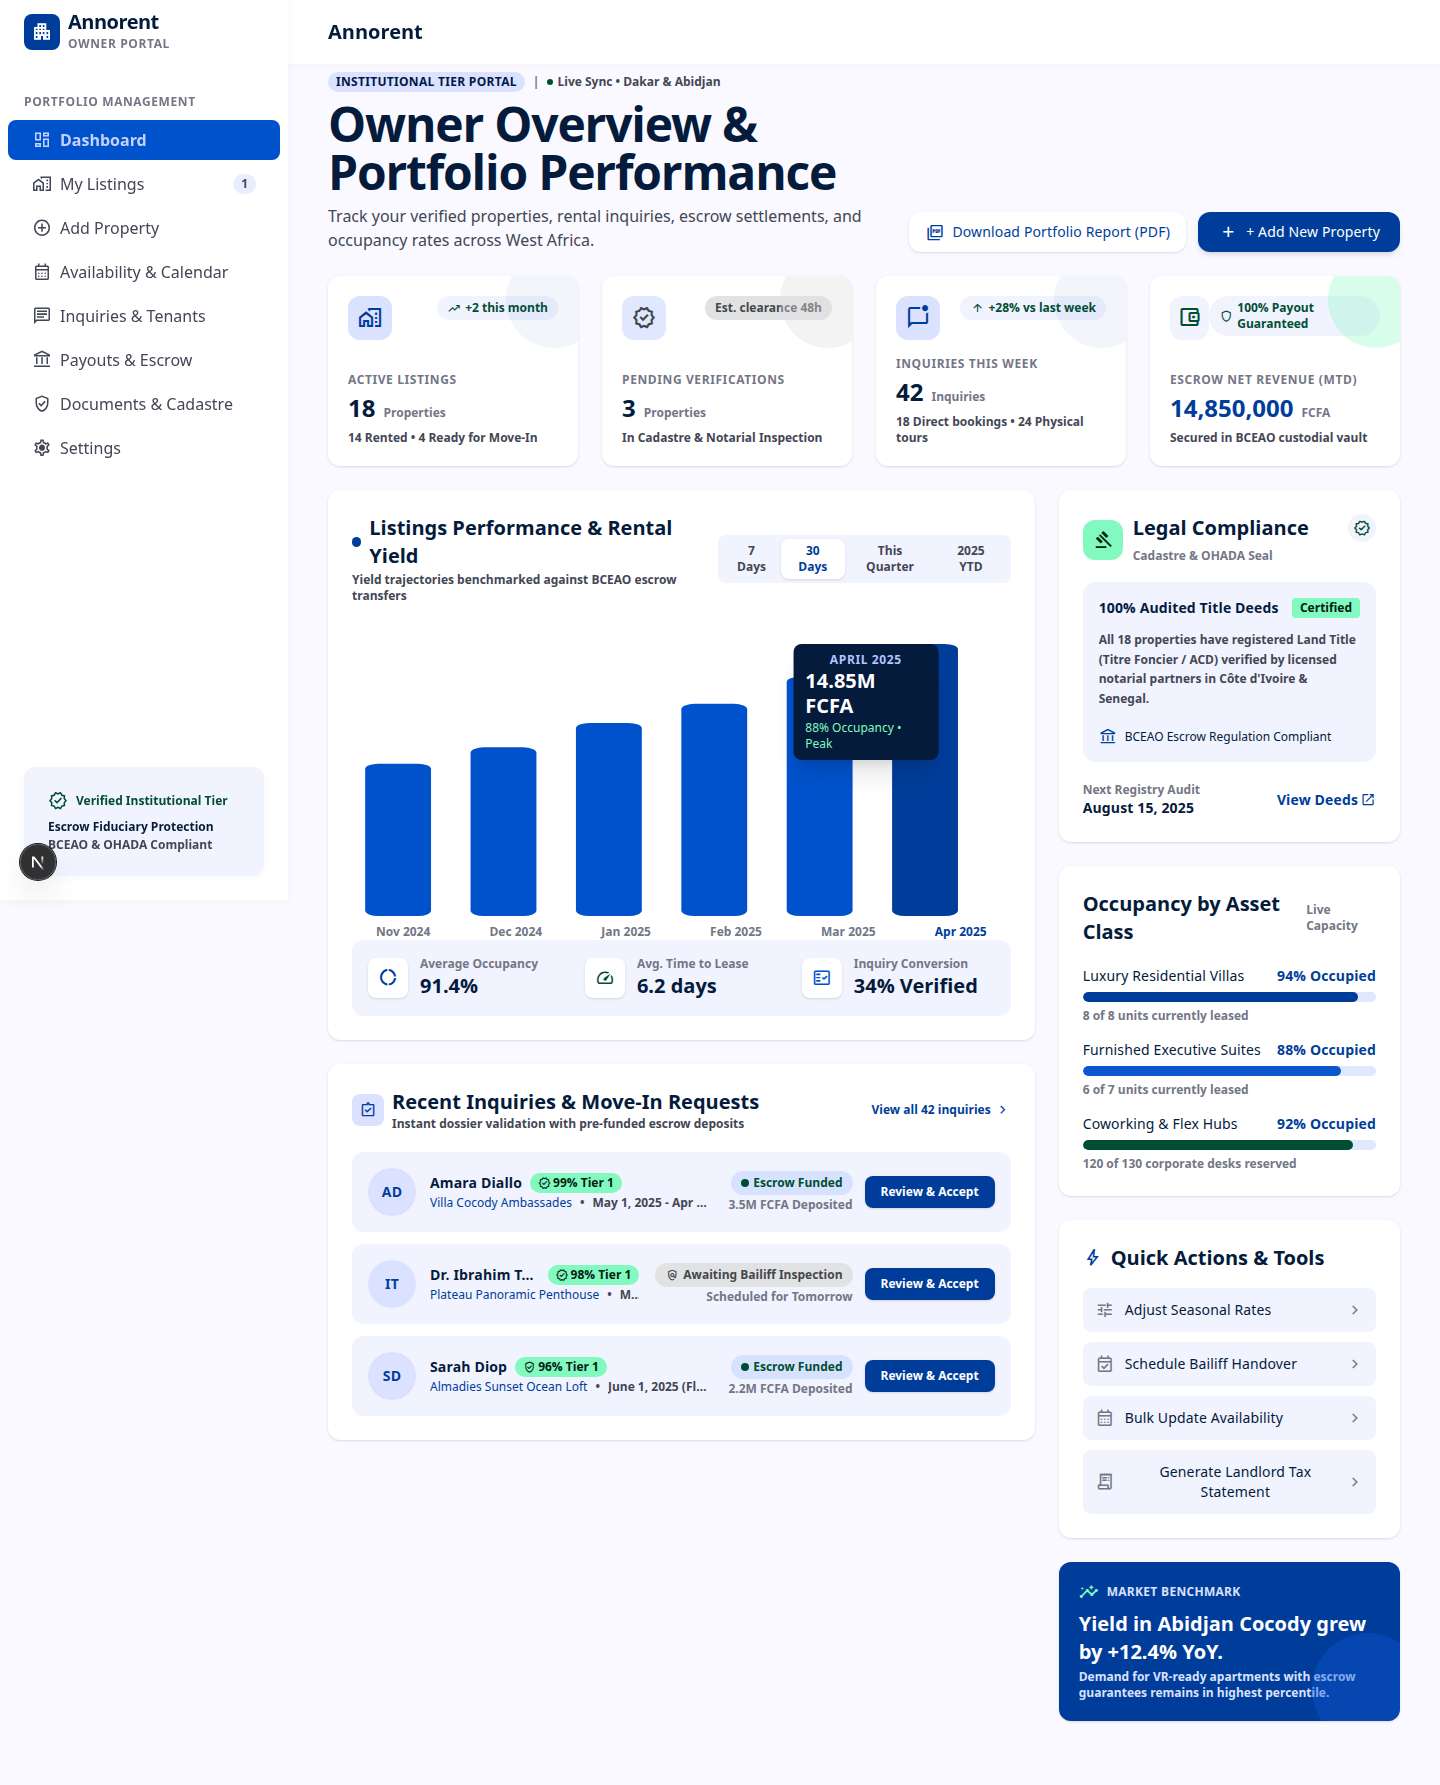 Annorent
OWNER PORTAL
PORTFOLIO MANAGEMENT
Dashboard
My Listings 1
Add Property
Availability & Calendar
Inquiries & Tenants
Payouts & Escrow
Documents & Cadastre
Settings
Verified Institutional Tier
Escrow Fiduciary Protection
BCEAO & OHADA Compliant
N
Annorent
INSTITUTIONAL TIER PORTAL | • Live Sync • Dakar & Abidjan
Owner Overview &
Portfolio Performance
Track your verified properties, rental inquiries, escrow settlements, and
occupancy rates across West Africa.
Download Portfolio Report (PDF)
+ + Add New Property
+2 this month
ACTIVE LISTINGS
18 Properties
14 Rented • 4 Ready for Move-In
Est. clearance 48h
PENDING VERIFICATIONS
3 Properties
In Cadastre & Notarial Inspection
+28% vs last week
INQUIRIES THIS WEEK
42 Inquiries
18 Direct bookings • 24 Physical
tours
100% Payout
Guaranteed
ESCROW NET REVENUE (MTD)
14,850,000 FCFA
Secured in BCEAO custodial vault
Listings Performance & Rental
Yield
Yield trajectories benchmarked against BCEAO escrow
transfers
7
Days
30
Days
This
Quarter
2025
YTD
APRIL 2025
14.85M
FCFA
88% Occupancy •
Peak
Nov 2024 Dec 2024 Jan 2025 Feb 2025 Mar 2025 Apr 2025
Average Occupancy
91.4%
Avg. Time to Lease
6.2 days
Inquiry Conversion
34% Verified
Recent Inquiries & Move-In Requests
Instant dossier validation with pre-funded escrow deposits
View all 42 inquiries
AD
Amara Diallo 99% Tier 1
Villa Cocody Ambassades • May 1, 2025 - Apr ...
Escrow Funded
3.5M FCFA Deposited
Review & Accept
IT
Dr. Ibrahim T... 98% Tier 1
Plateau Panoramic Penthouse • M...
Awaiting Bailiff Inspection
Scheduled for Tomorrow
Review & Accept
SD
Sarah Diop 96% Tier 1
Almadies Sunset Ocean Loft • June 1, 2025 (Fl...
Escrow Funded
2.2M FCFA Deposited
Review & Accept
Legal Compliance
Cadastre & OHADA Seal
100% Audited Title Deeds Certified
All 18 properties have registered Land Title
(Titre Foncier / ACD) verified by licensed
notarial partners in Côte d'Ivoire &
Senegal.
BCEAO Escrow Regulation Compliant
Next Registry Audit
August 15, 2025
View Deeds
Occupancy by Asset
Class
Live
Capacity
Luxury Residential Villas 94% Occupied
8 of 8 units currently leased
Furnished Executive Suites 88% Occupied
6 of 7 units currently leased
Coworking & Flex Hubs 92% Occupied
120 of 130 corporate desks reserved
Quick Actions & Tools
Adjust Seasonal Rates
Schedule Bailiff Handover
Bulk Update Availability
Generate Landlord Tax
Statement
MARKET BENCHMARK
Yield in Abidjan Cocody grew
by +12.4% YoY.
Demand for VR-ready apartments with escrow
guarantees remains in highest percentile.